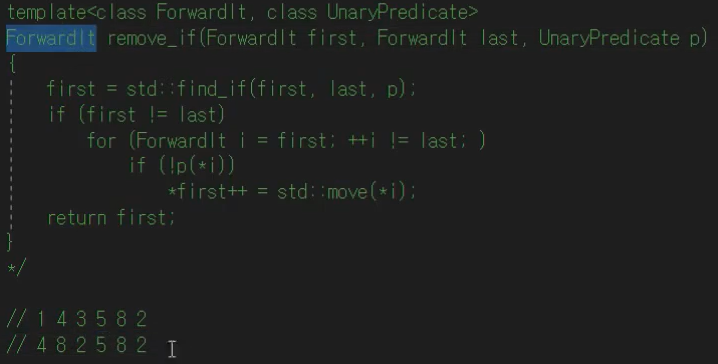 template<class ForwardIt, class UnaryPredicate>
ForwardIt remove_if(ForwardIt first, ForwardIt last, UnaryPredicate p)
{
    first = std::find_if(first, last, p);
    if (first != last)
        for (ForwardIt i = first; ++i != last; )
            if (!p(*i))
                *first++ = std::move(*i);
    return first;
}
*/
// 1 4 3 5 8 2
// 4 8 2 5 8 2